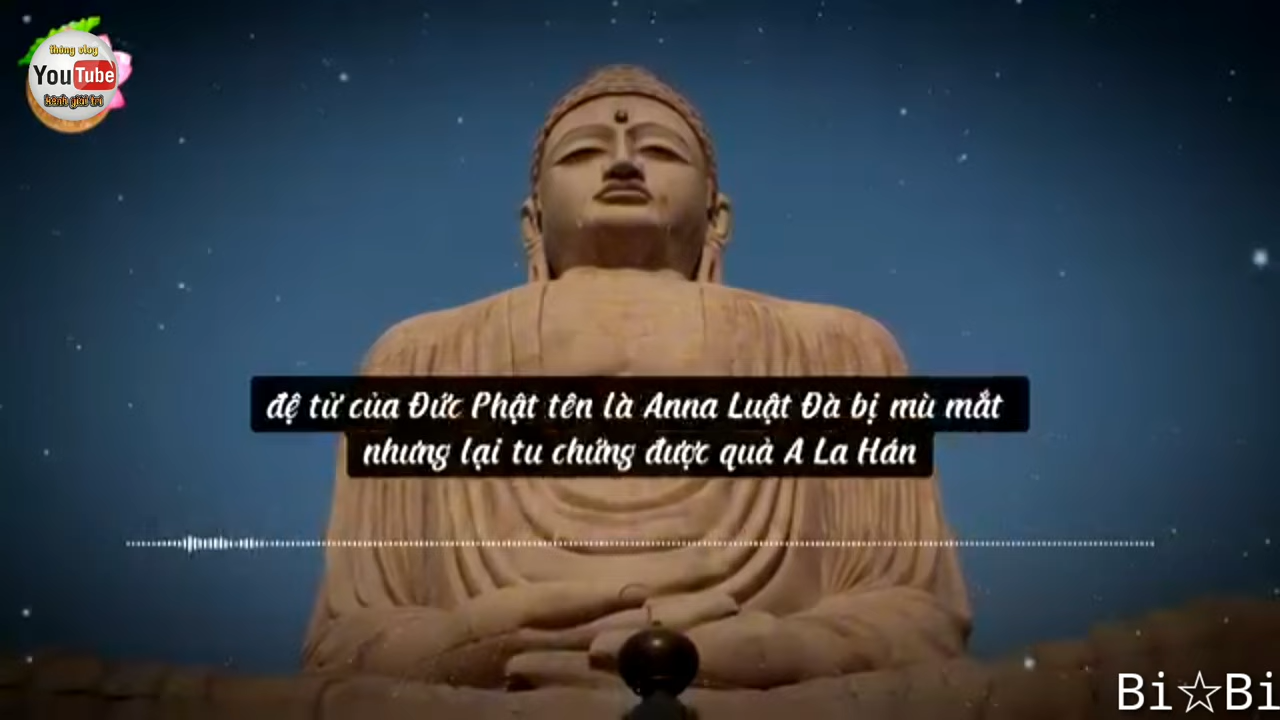 thông vlog
YouTube
kênh giải trí
đệ tử của Đức Phật tên là Anna Luật Đà bị mù mắt
nhưng lại tu chứng được quả A La Hán
Bi☆Bi